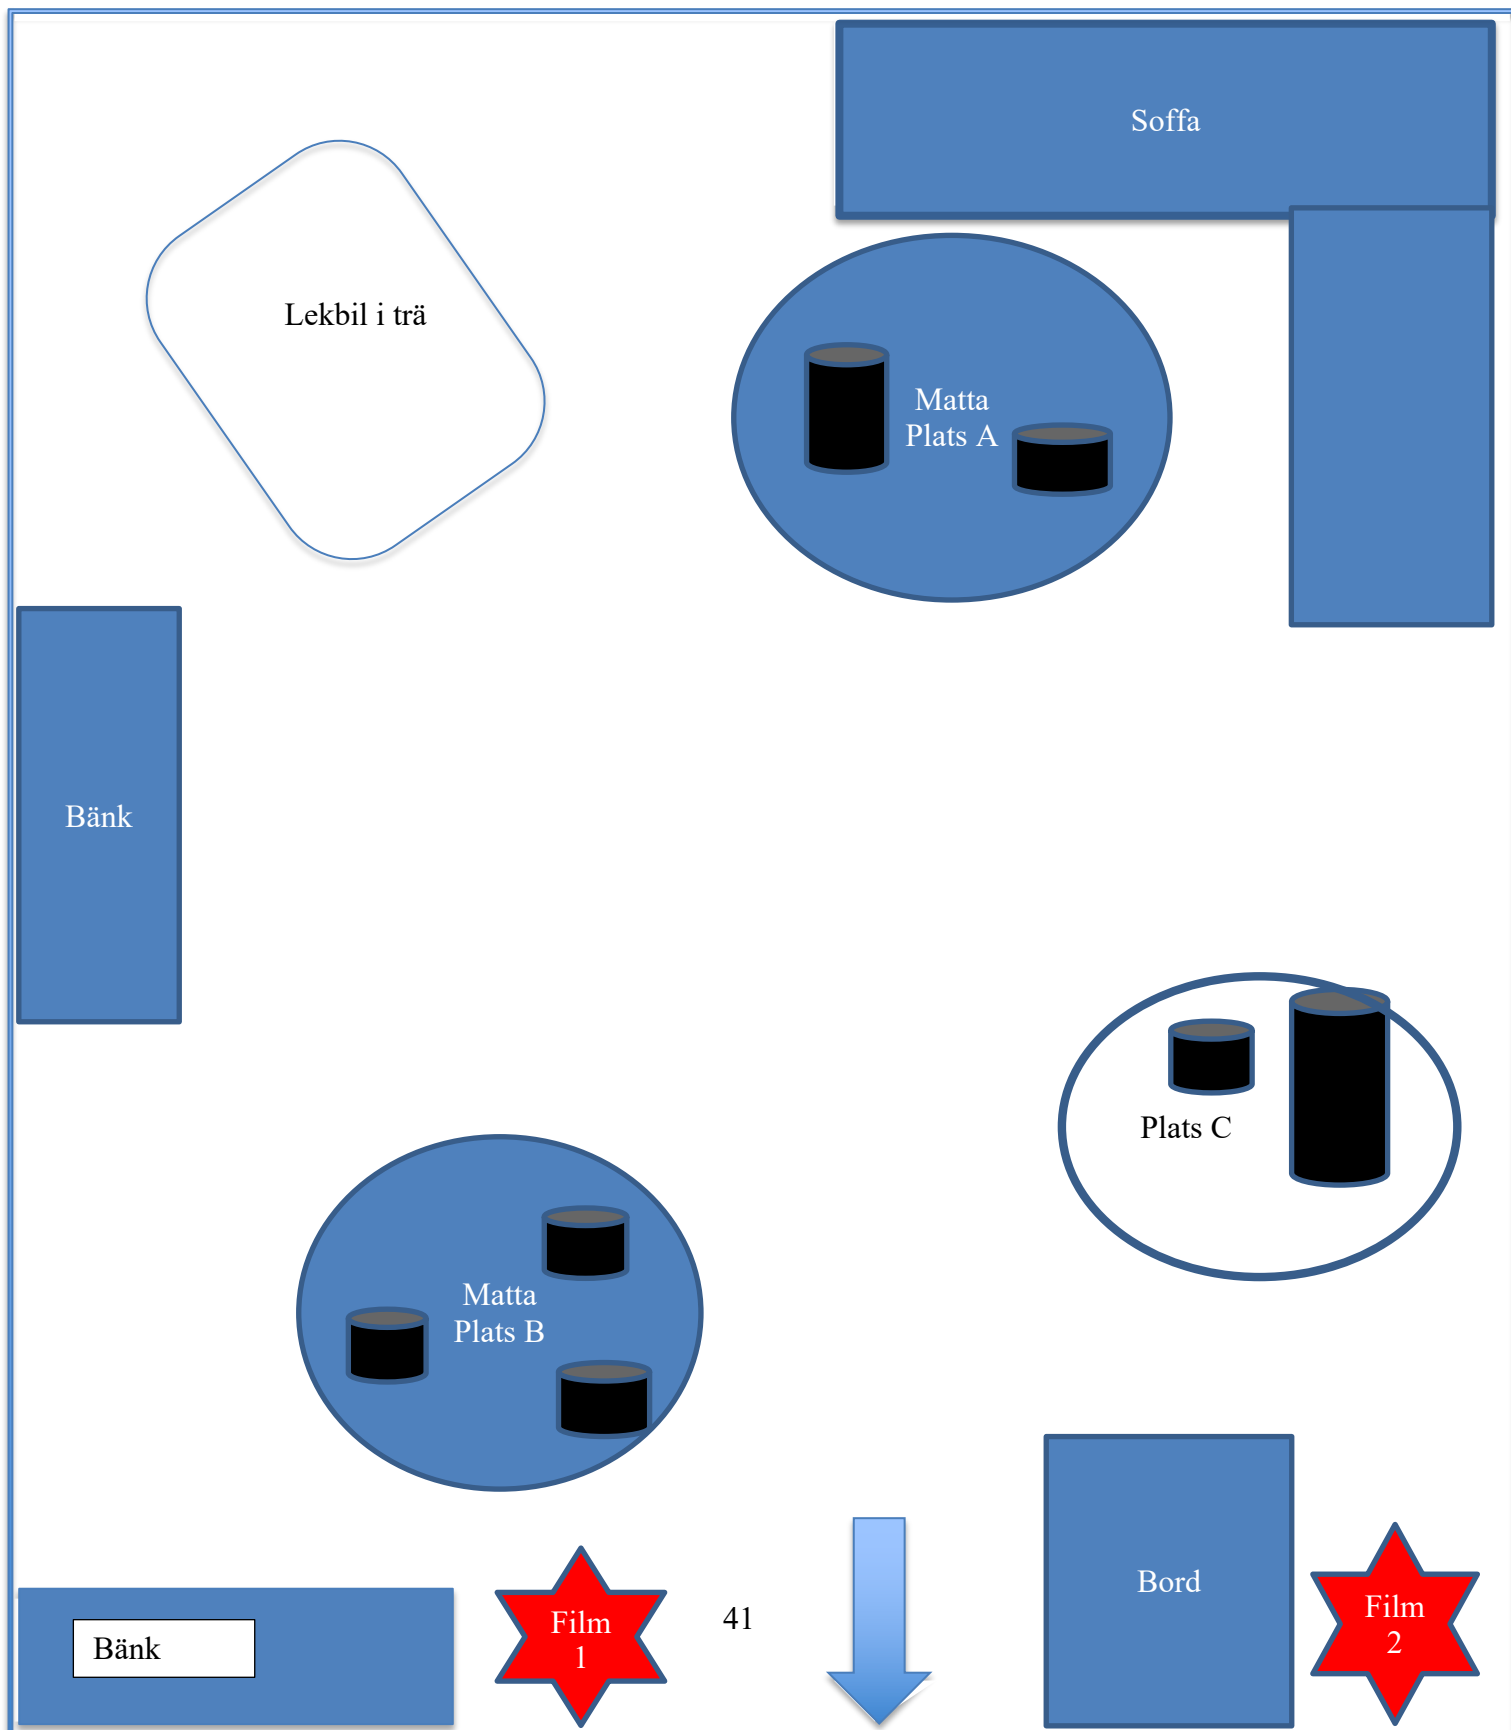 Soffa
Lekbil i trä
Matta
Plats A
Bänk
Plats C
Matta
Plats B
Bord
Film
1
41
Film
2
Bänk